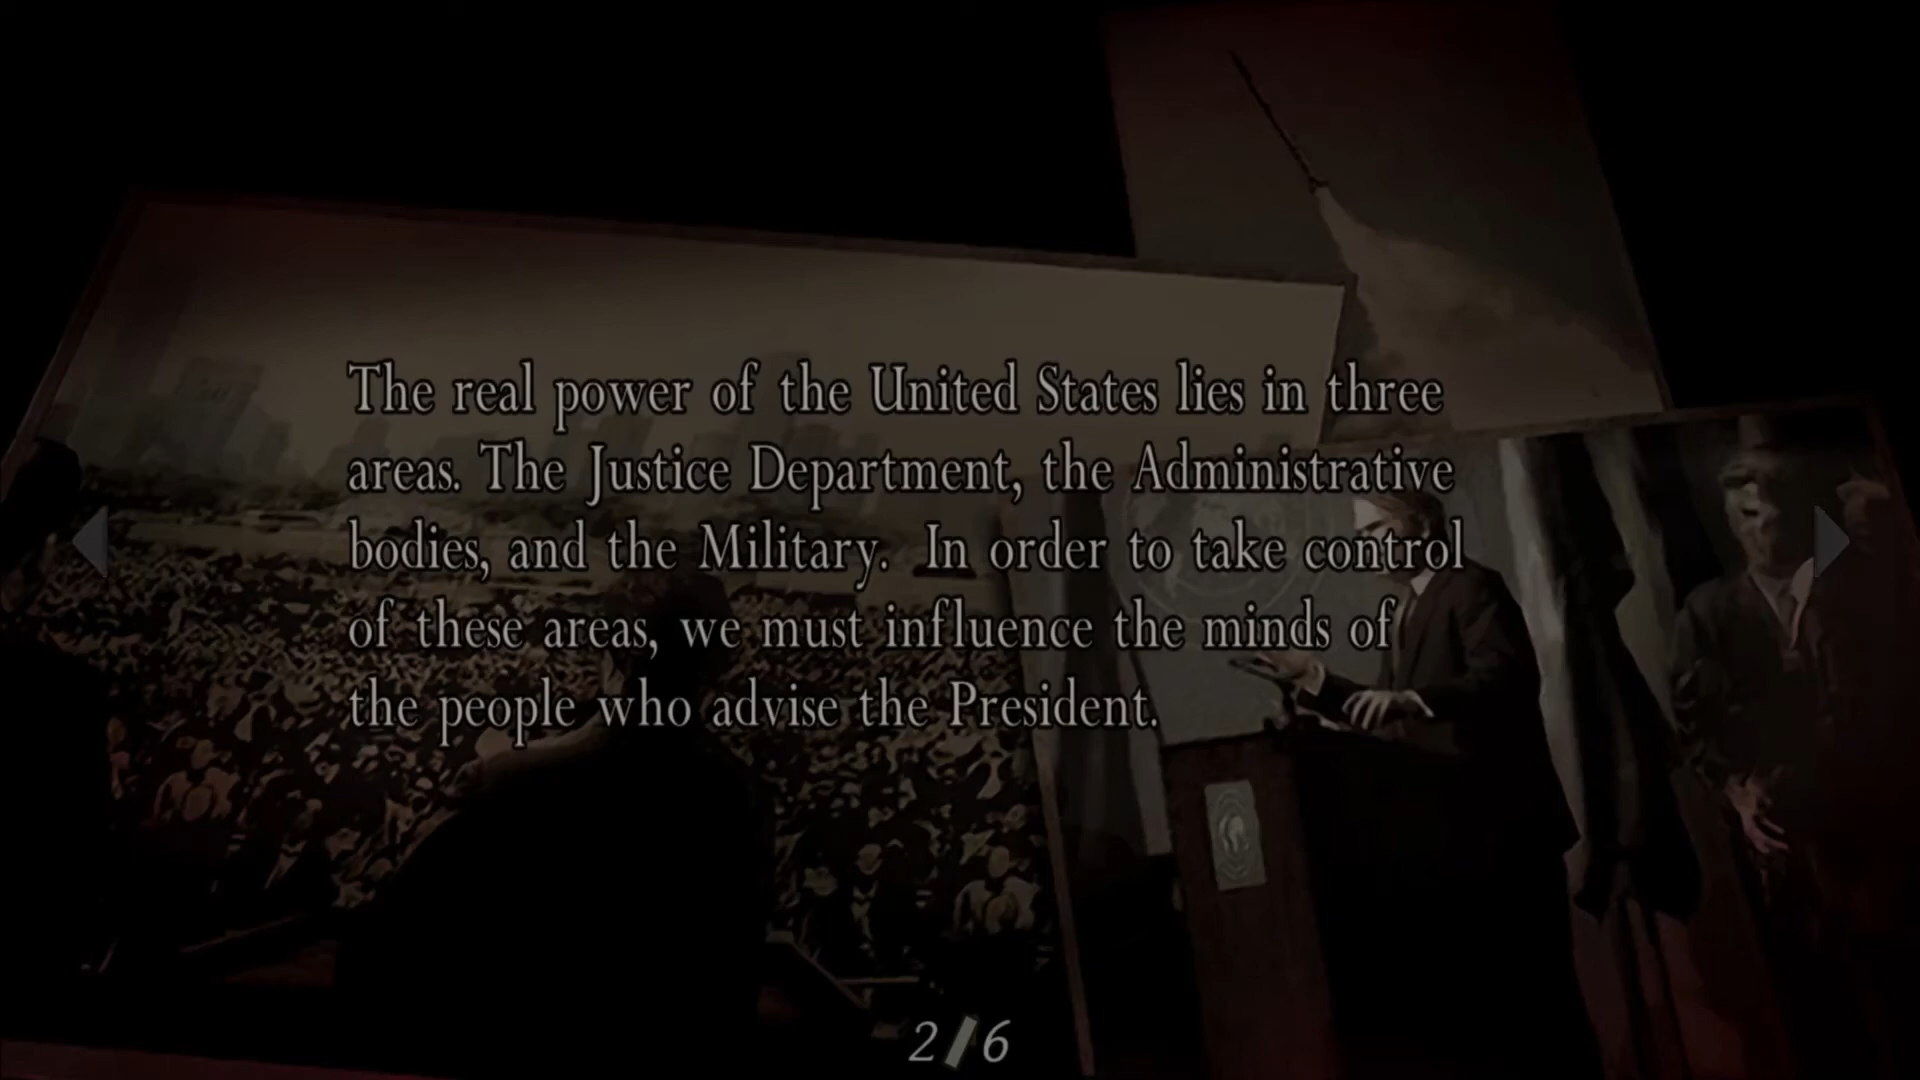 The real power of the United States lies in three
areas. The Justice Department, the Administrative
bodies, and the Military.  In order to take control
of these areas, we must influence the minds of
the people who advise the President.
2/6